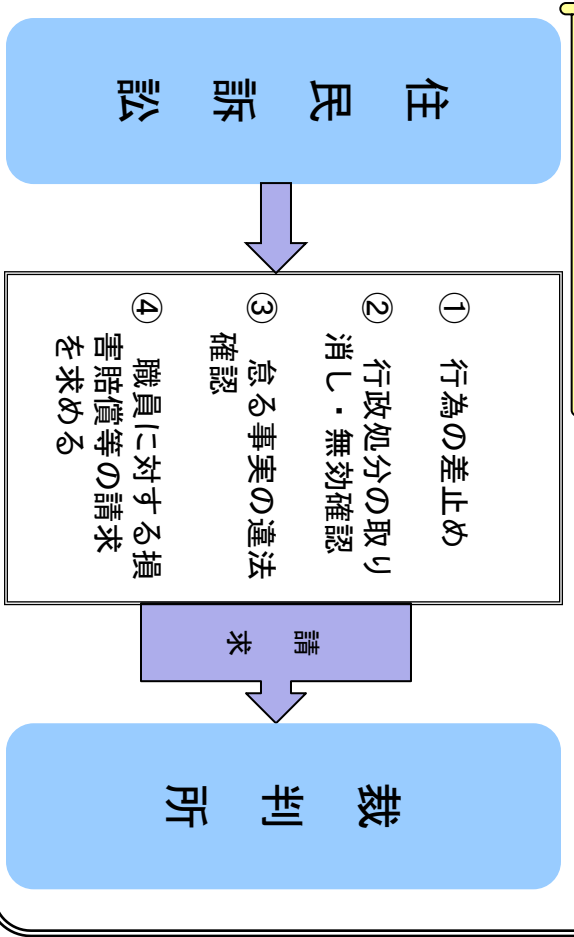 住民訴訟
① 行為の差止め
② 行政処分の取り
消し・無効確認
③ 怠る事実の違法
確認
④ 職員に対する損
害賠償等の請求
を求める
請求
裁判所